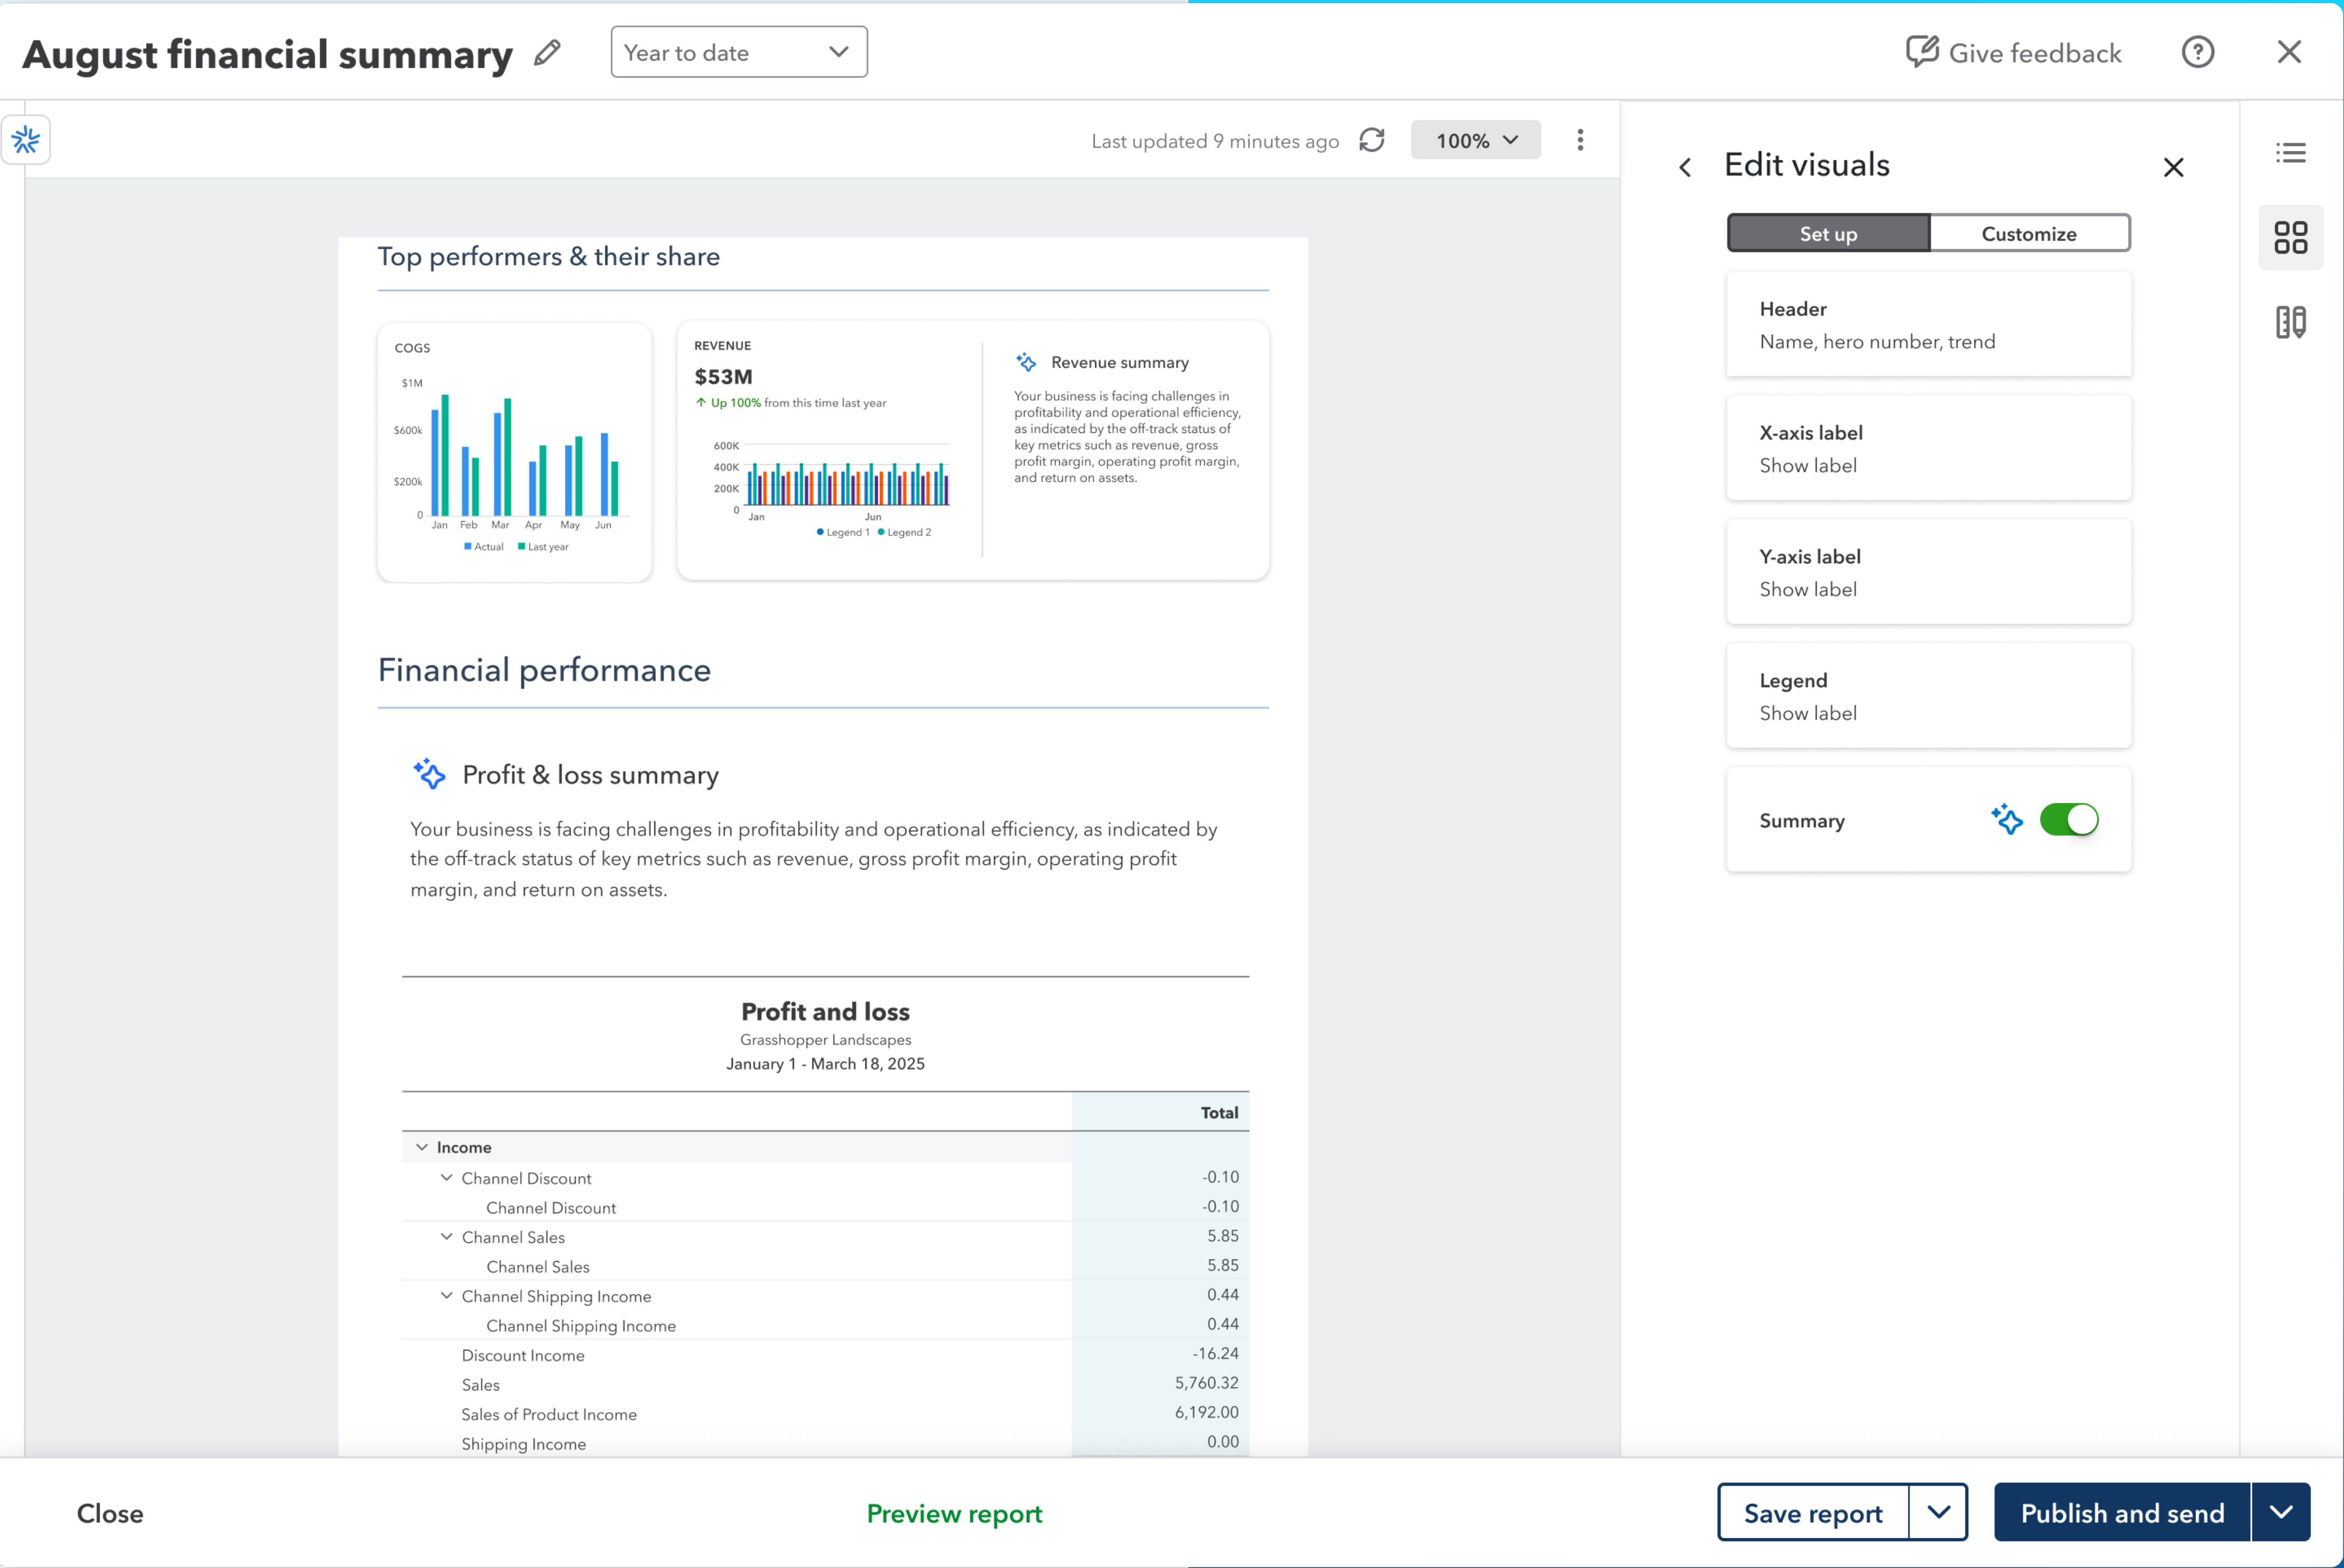 August financial summary
Year to date
Give feedback
Last updated 9 minutes ago
100%
Top performers & their share
COGS
$1M
$600k
$200k
0
Jan Feb Mar Apr May Jun
Actual Last year
REVENUE
$53M
Up 100% from this time last year
600K
400K
200K
0
Jan Jun
Legend 1 Legend 2
Revenue summary
Your business is facing challenges in
profitability and operational efficiency,
as indicated by the off-track status of
key metrics such as revenue, gross
profit margin, operating profit margin,
and return on assets.
Financial performance
Profit & loss summary
Your business is facing challenges in profitability and operational efficiency, as indicated by
the off-track status of key metrics such as revenue, gross profit margin, operating profit
margin, and return on assets.
Profit and loss
Grasshopper Landscapes
January 1 - March 18, 2025
Total
Income
Channel Discount -0.10
Channel Discount -0.10
Channel Sales 5.85
Channel Sales 5.85
Channel Shipping Income 0.44
Channel Shipping Income 0.44
Discount Income -16.24
Sales 5,760.32
Sales of Product Income 6,192.00
Shipping Income 0.00
Edit visuals
Set up Customize
Header
Name, hero number, trend
X-axis label
Show label
Y-axis label
Show label
Legend
Show label
Summary
Close
Preview report
Save report
Publish and send